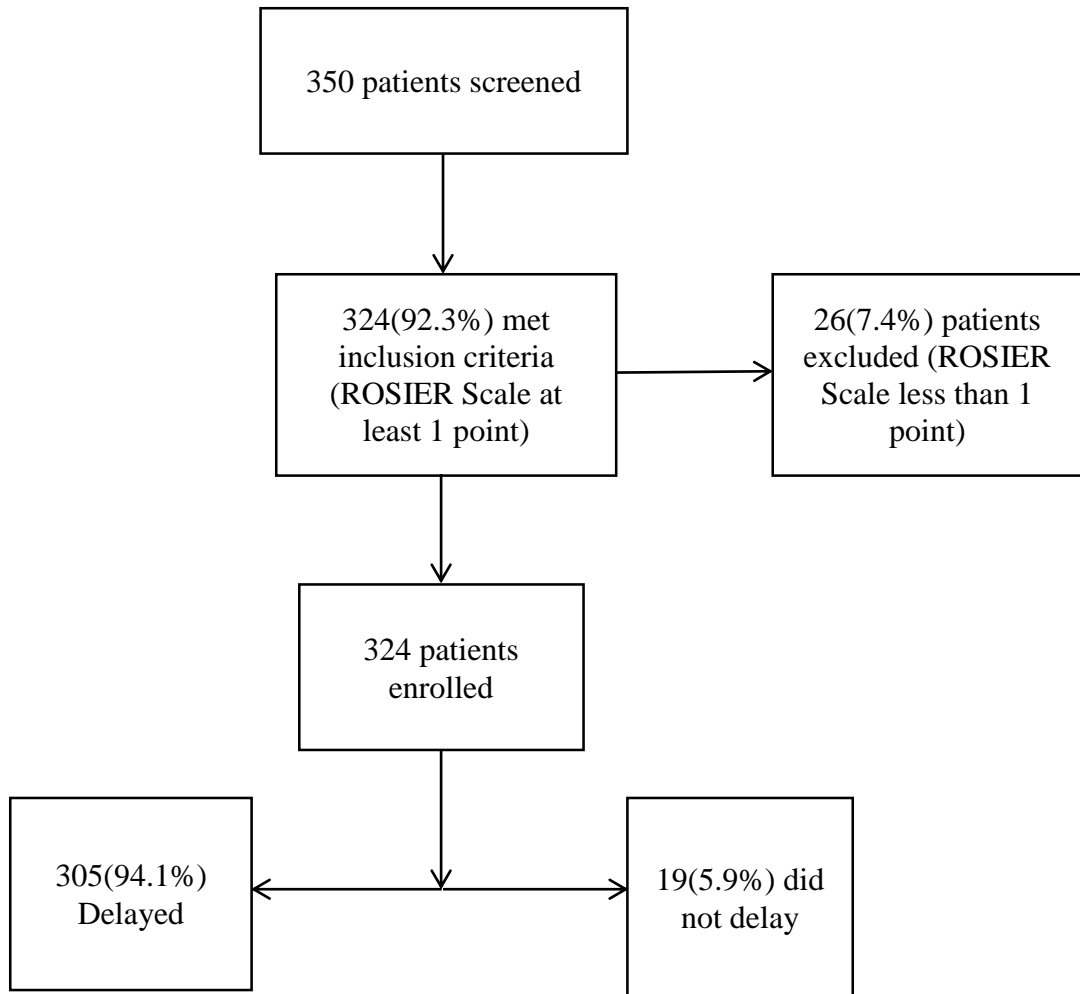 350 patients screened
324(92.3%) met
inclusion criteria
(ROSIER Scale at
least 1 point)
26(7.4%) patients
excluded (ROSIER
Scale less than 1
point)
324 patients
enrolled
305(94.1%)
Delayed
19(5.9%) did
not delay